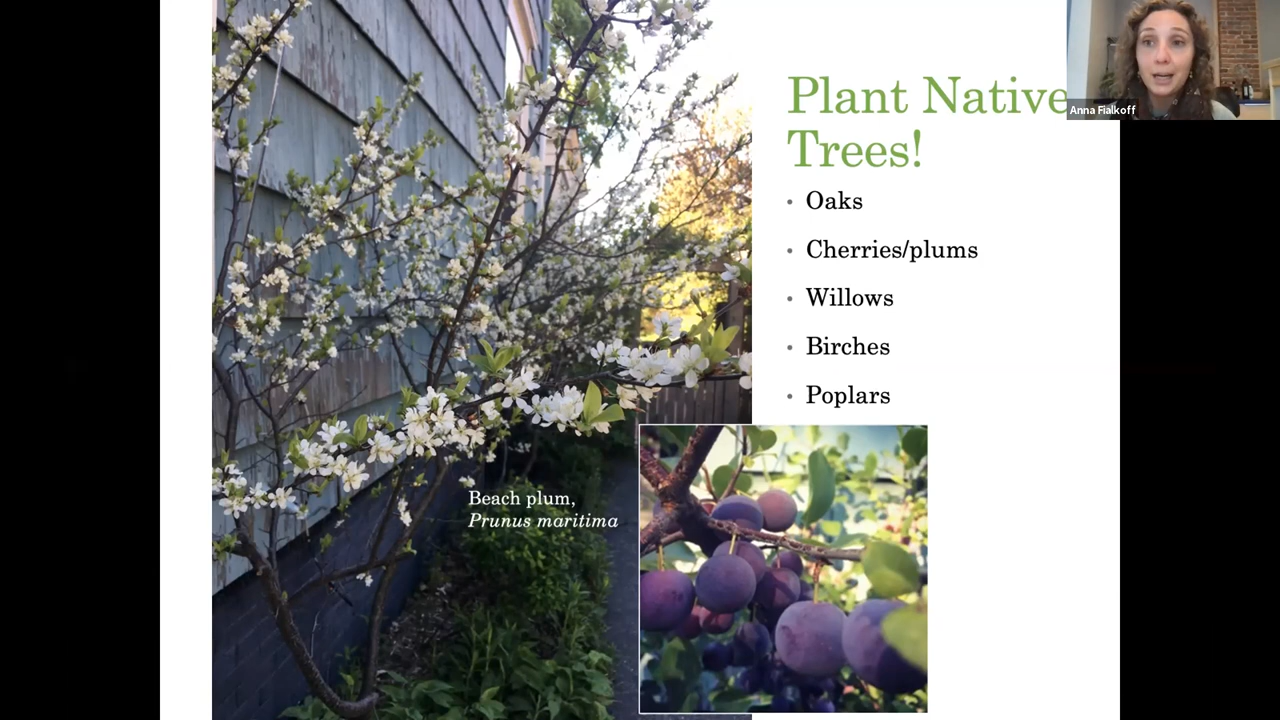 Plant Native
Trees!
Anna Fialkoff
• Oaks
• Cherries/plums
• Willows
• Birches
• Poplars
Beach plum,
Prunus maritima